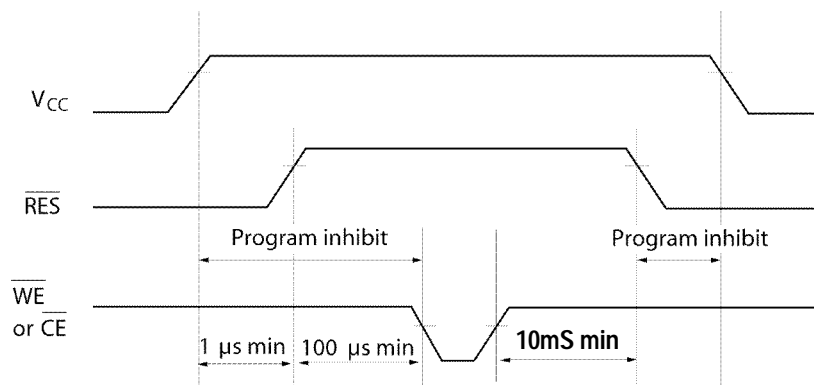 VCC
RES
Program inhibit
Program inhibit
WE
or CE
1 μs min
100 μs min
10mS min